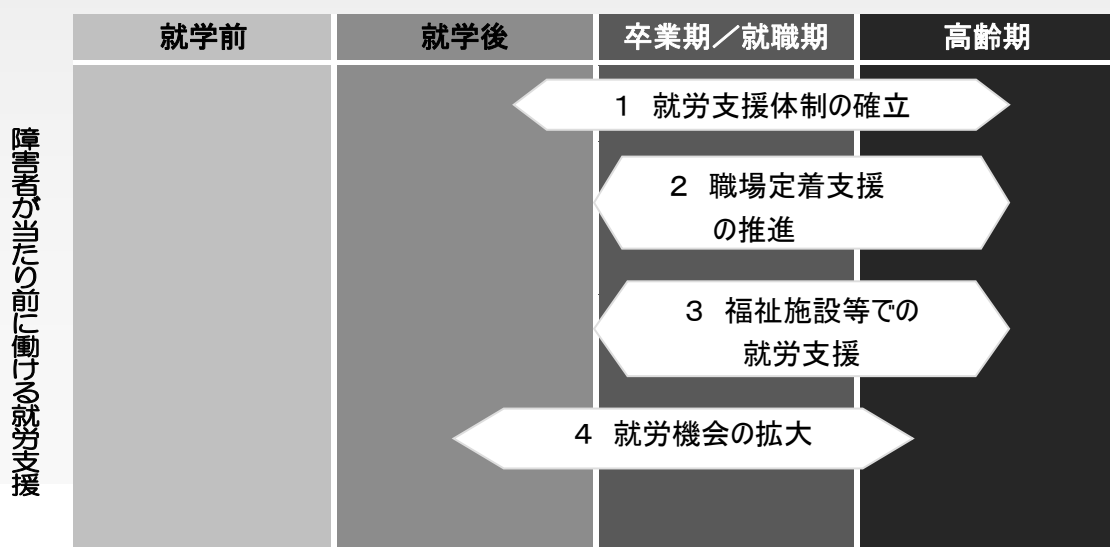 就学前
就学後
卒業期／就職期
高齢期
障害者が当たり前に働ける就労支援
１　就労支援体制の確立
２　職場定着支援
の推進
３　福祉施設等での
就労支援
４　就労機会の拡大